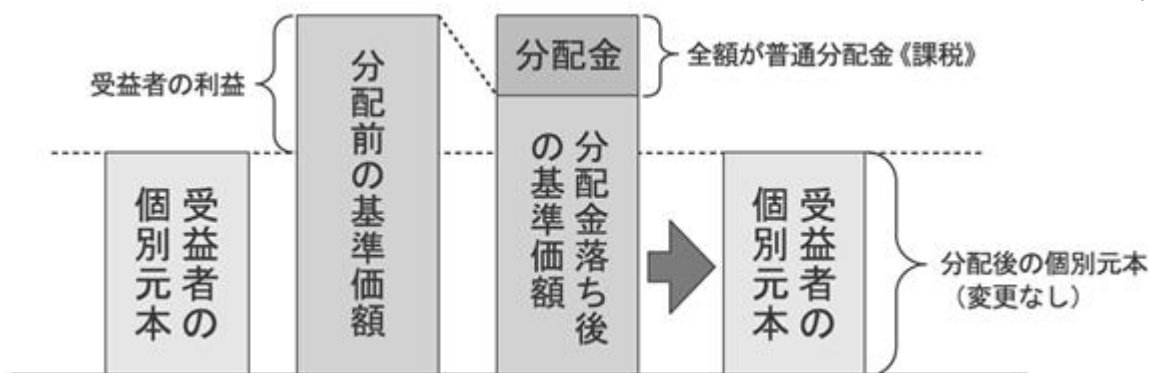 受益者の利益
受益者の
個別元本
分配前の基準価額
分配金
全額が普通分配金《課税》
分配金落ち後
の基準価額
受益者の
個別元本
分配後の個別元本
（変更なし）